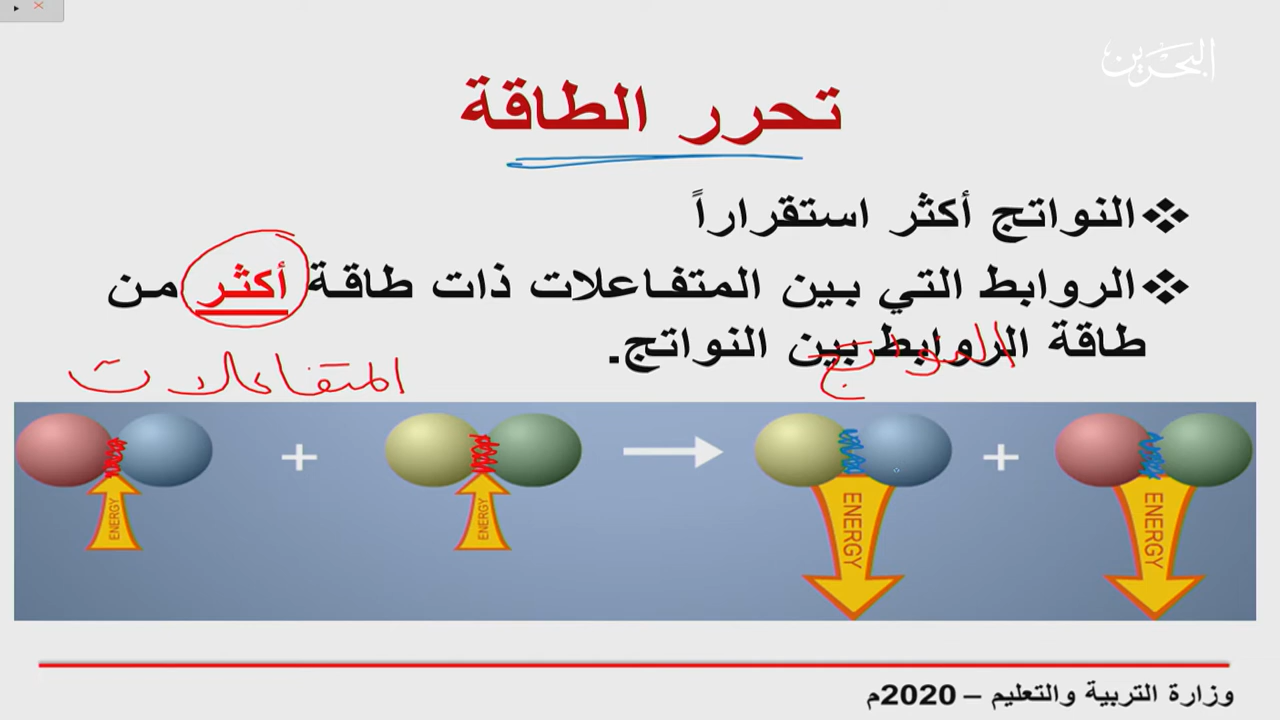 البحرين
تحرر الطاقة
❖ النواتج أكثر استقراراً
❖ الروابط التي بين المتفاعلات ذات طاقة أكثر من
طاقة الروابط بين النواتج.
المتفاعلات
النواتج
+ + 
ENERGY ENERGY ENERGY ENERGY
وزارة التربية والتعليم – 2020م